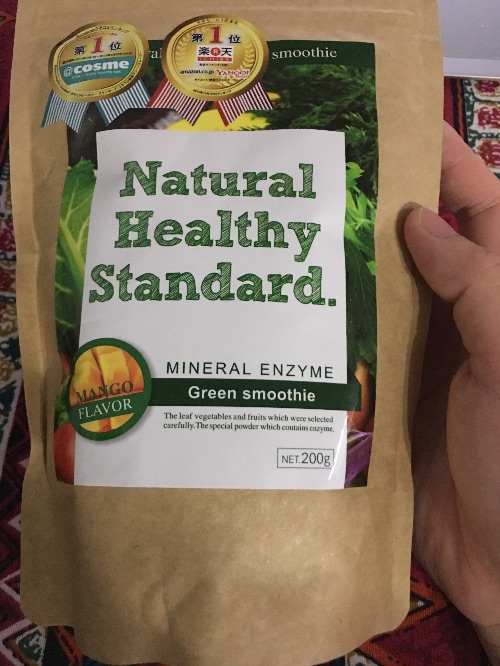 第1位
@cosme
第1位
楽天
ICHIBA
amazon.co.jp YAHOO!
smoothie
Natural
Healthy
Standard.
MINERAL ENZYME
Green smoothie
MANGO
FLAVOR
The leaf vegetables and fruits which were selected
carefully.The special powder which contains enzyme.
NET.200g